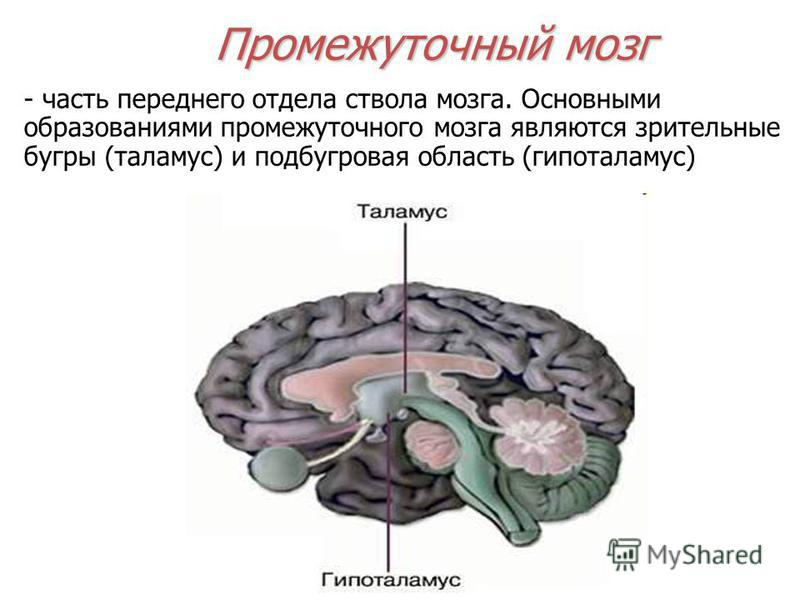 Промежуточный мозг
- часть переднего отдела ствола мозга. Основными
образованиями промежуточного мозга являются зрительные
бугры (таламус) и подбугровая область (гипоталамус)
Таламус
Гипоталамус
MyShared